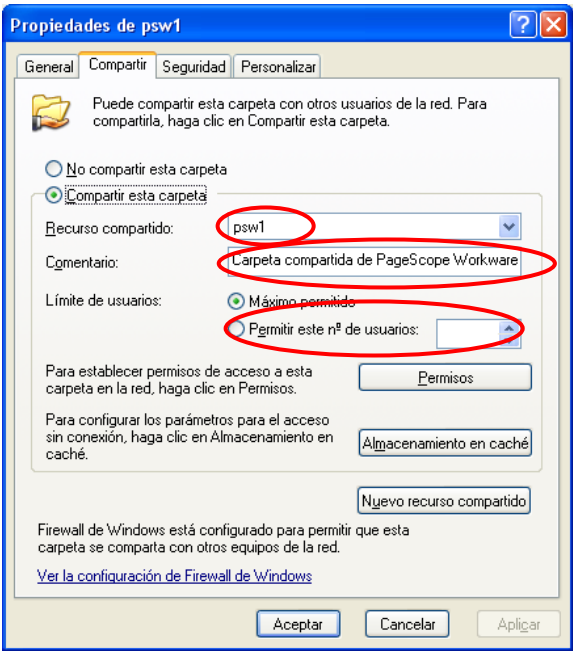 Propiedades de psw1
General Compartir Seguridad Personalizar
Puede compartir esta carpeta con otros usuarios de la red. Para
compartirla, haga clic en Compartir esta carpeta.
No compartir esta carpeta
Compartir esta carpeta
Recurso compartido: psw1
Comentario: Carpeta compartida de PageScope Workware
Límite de usuarios: Máximo permitido
Permitir este nº de usuarios:
Para establecer permisos de acceso a esta
carpeta en la red, haga clic en Permisos.
Permisos
Para configurar los parámetros para el acceso
sin conexión, haga clic en Almacenamiento en
caché.
Almacenamiento en caché
Nuevo recurso compartido
Firewall de Windows está configurado para permitir que esta
carpeta se comparta con otros equipos de la red.
Ver la configuración de Firewall de Windows
Aceptar Cancelar Aplicar